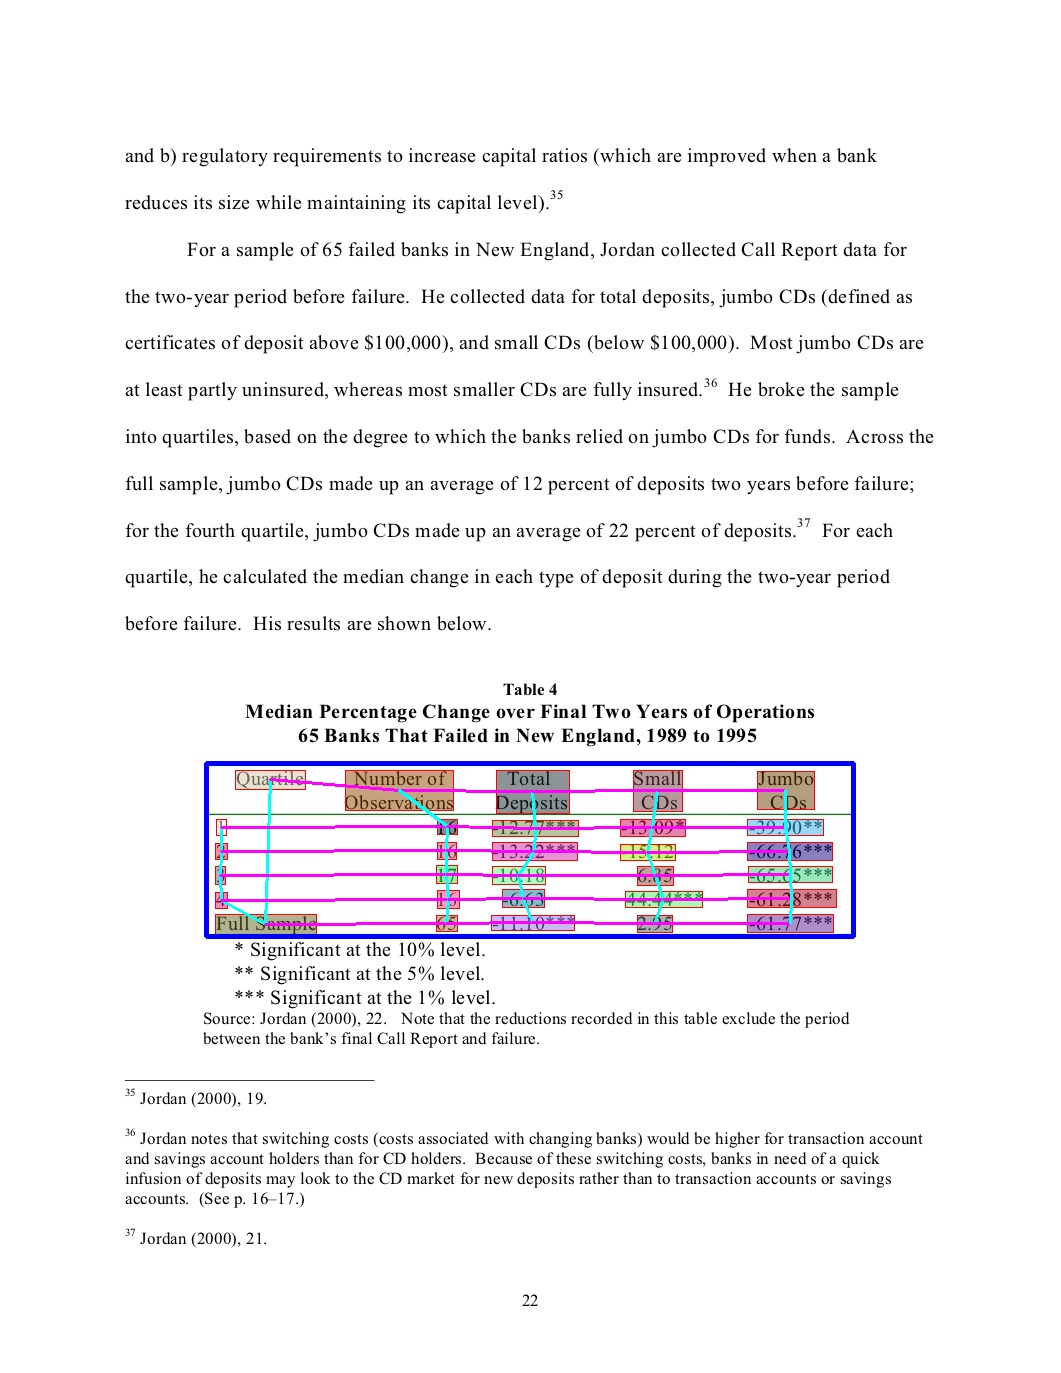 and b) regulatory requirements to increase capital ratios (which are improved when a bank
reduces its size while maintaining its capital level).35
For a sample of 65 failed banks in New England, Jordan collected Call Report data for
the two-year period before failure. He collected data for total deposits, jumbo CDs (defined as
certificates of deposit above $100,000), and small CDs (below $100,000). Most jumbo CDs are
at least partly uninsured, whereas most smaller CDs are fully insured.36 He broke the sample
into quartiles, based on the degree to which the banks relied on jumbo CDs for funds. Across the
full sample, jumbo CDs made up an average of 12 percent of deposits two years before failure;
for the fourth quartile, jumbo CDs made up an average of 22 percent of deposits.37 For each
quartile, he calculated the median change in each type of deposit during the two-year period
before failure. His results are shown below.
Table 4
Median Percentage Change over Final Two Years of Operations
65 Banks That Failed in New England, 1989 to 1995
Quartile Number of Total Small Jumbo
Observations Deposits CDs CDs
1 16 -12.77*** -13.09* -39.90**
2 16 -13.22*** -15.12 -66.76***
3 17 -10.18 6.85 -65.65***
4 16 -6.63 44.44*** -61.28***
Full Sample 65 -11.10*** 2.95 -61.77***
* Significant at the 10% level.
** Significant at the 5% level.
*** Significant at the 1% level.
Source: Jordan (2000), 22. Note that the reductions recorded in this table exclude the period
between the bank's final Call Report and failure.
35 Jordan (2000), 19.
36 Jordan notes that switching costs (costs associated with changing banks) would be higher for transaction account
and savings account holders than for CD holders. Because of these switching costs, banks in need of a quick
infusion of deposits may look to the CD market for new deposits rather than to transaction accounts or savings
accounts. (See p. 16–17.)
37 Jordan (2000), 21.
22